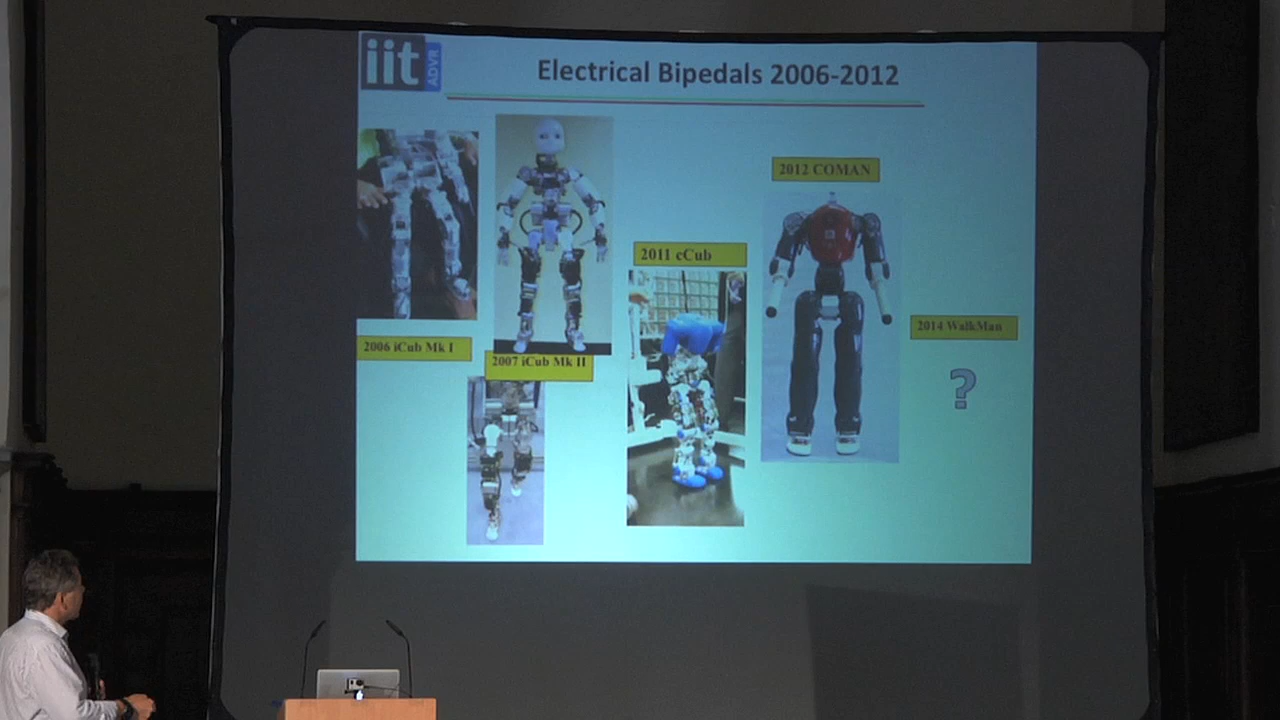 iit
ADVR
Electrical Bipedals 2006-2012
2012 COMAN
2011 cCub
2014 WalkMan
2006 iCub Mk I
2007 iCub Mk II
?